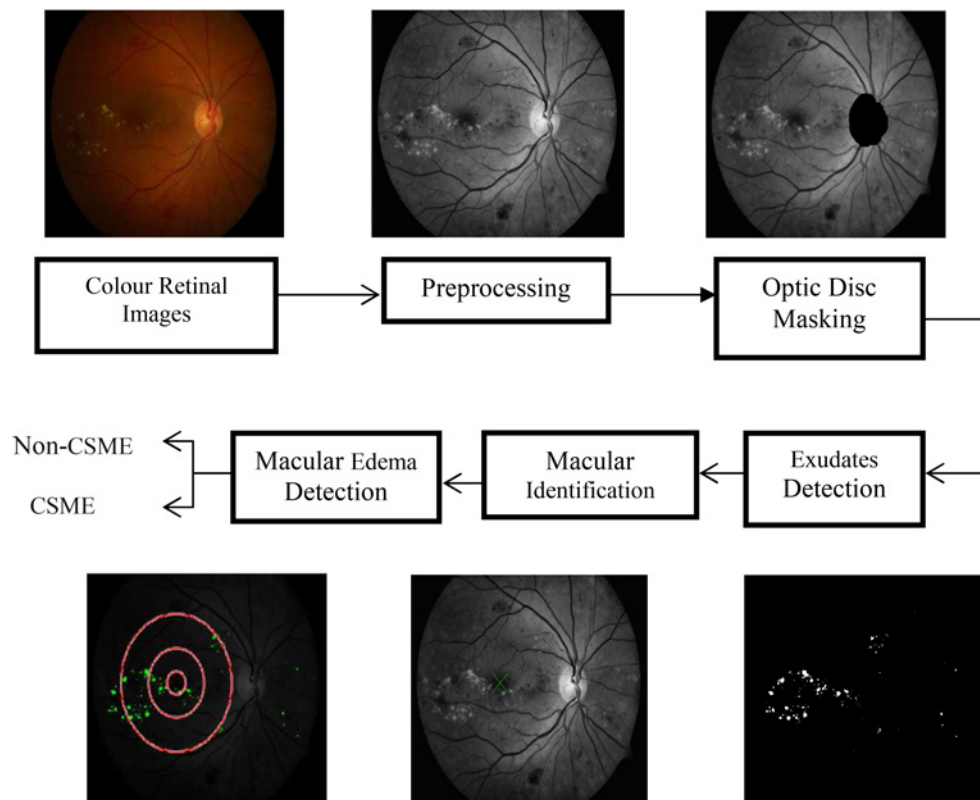 Colour Retinal
Images
Preprocessing
Optic Disc
Masking
Non-CSME
CSME
Macular Edema
Detection
Macular
Identification
Exudates
Detection